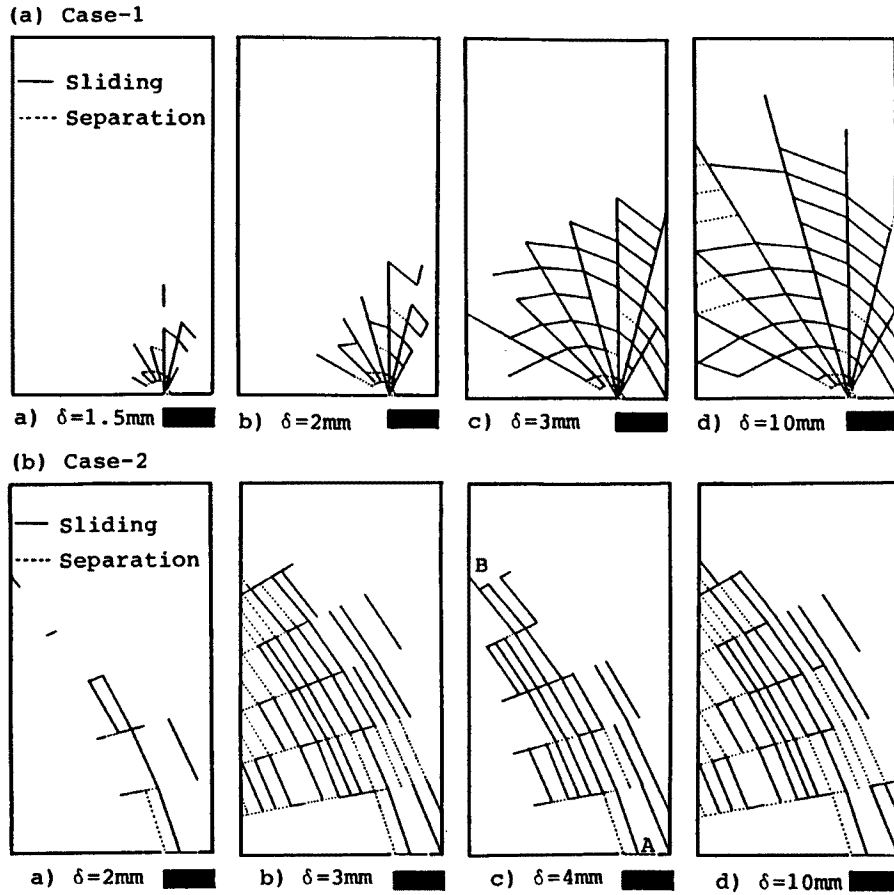 (a) Case-1
Sliding
Separation
a) δ=1.5mm
b) δ=2mm
c) δ=3mm
d) δ=10mm
(b) Case-2
Sliding
Separation
B
A
a) δ=2mm
b) δ=3mm
c) δ=4mm
d) δ=10mm